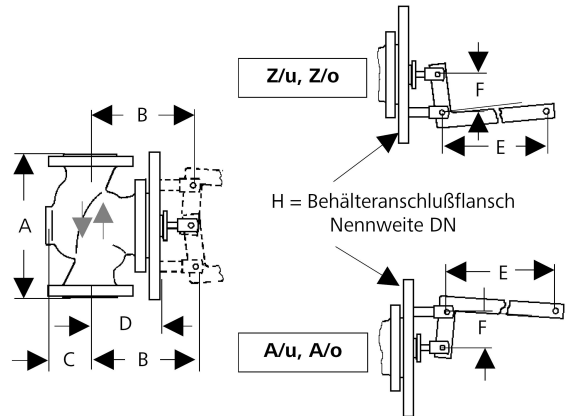 B
Z/u, Z/o
F
E
A
H = Behälteranschlußflansch
Nennweite DN
E
D
F
C
B
A/u, A/o